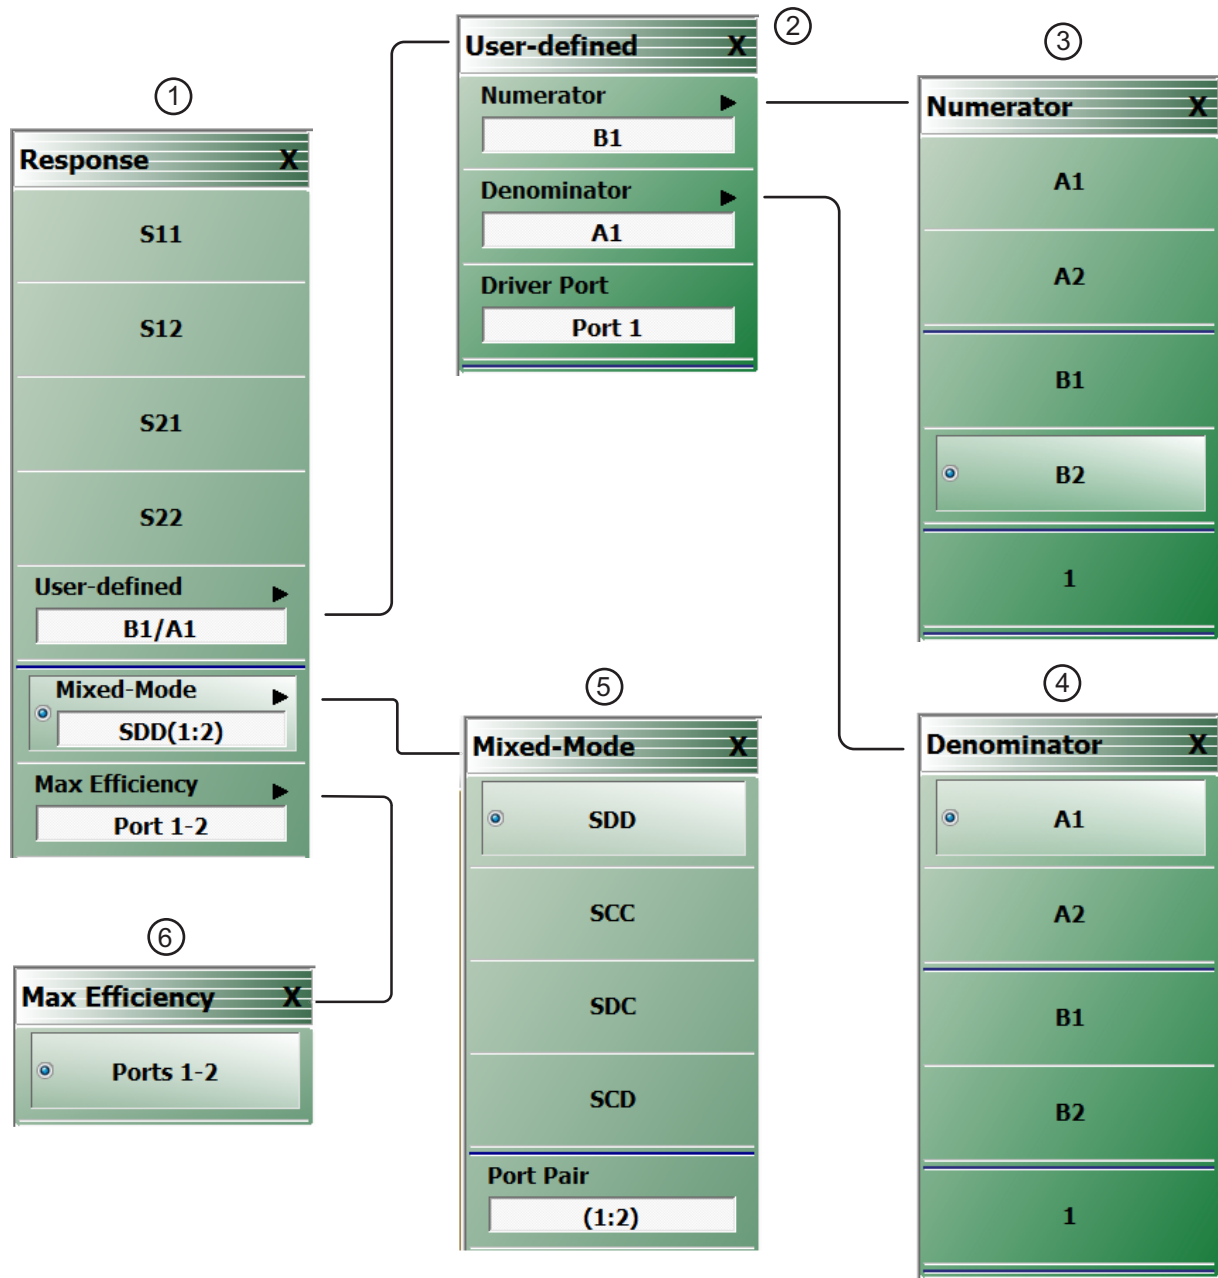 ①
Response X
S11
S12
S21
S22
User-defined ▶
B1/A1
Mixed-Mode ▶
SDD(1:2)
Max Efficiency ▶
Port 1-2
②
User-defined X
Numerator ▶
B1
Denominator ▶
A1
Driver Port
Port 1
③
Numerator X
A1
A2
B1
B2
1
④
Denominator X
A1
A2
B1
B2
1
⑤
Mixed-Mode X
SDD
SCC
SDC
SCD
Port Pair
(1:2)
⑥
Max Efficiency X
Ports 1-2